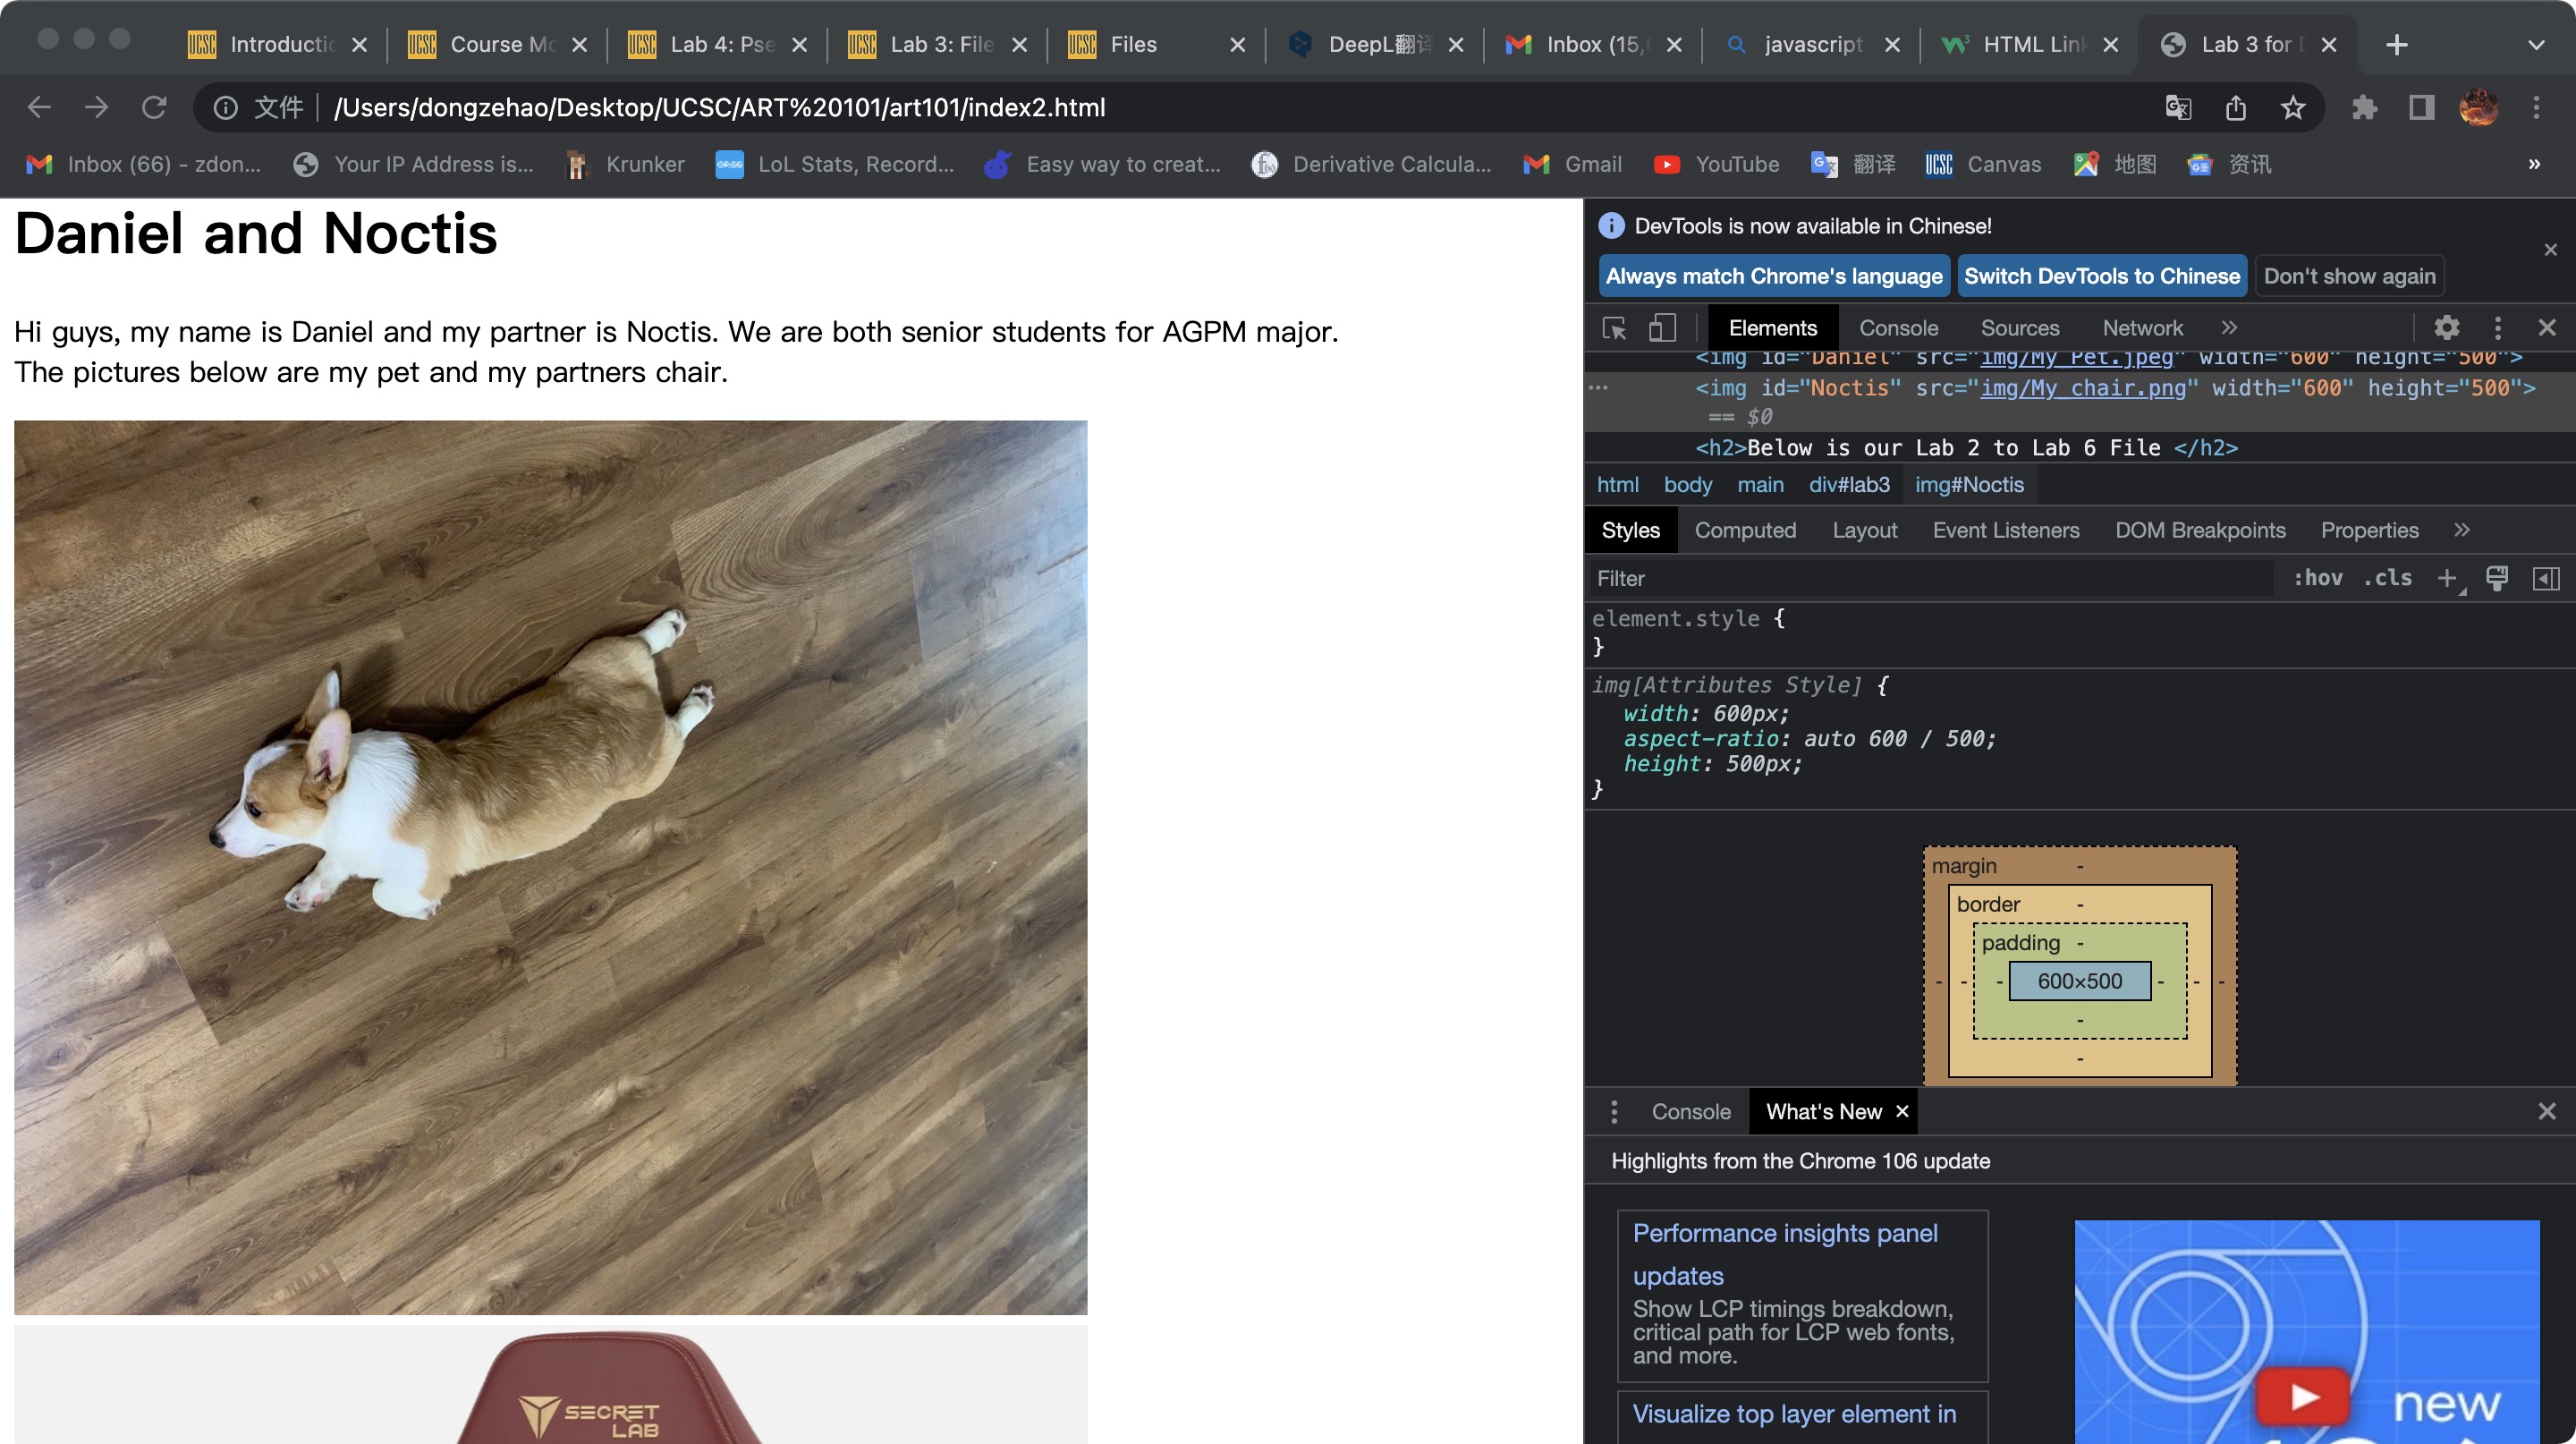 UCSC Introductio
UCSC Course Mo
UCSC Lab 4: Pse
UCSC Lab 3: File
UCSC Files
DeepL翻译
Inbox (15,
javascript
HTML Link
Lab 3 for
文件 /Users/dongzehao/Desktop/UCSC/ART%20101/art101/index2.html
Inbox (66) - zdon...
Your IP Address is...
Krunker
OP.GG LoL Stats, Record...
Easy way to creat...
Derivative Calcula...
Gmail
YouTube
翻译
UCSC Canvas
地图
资讯
»
Daniel and Noctis
Hi guys, my name is Daniel and my partner is Noctis. We are both senior students for AGPM major.
The pictures below are my pet and my partners chair.
SECRET
LAB
DevTools is now available in Chinese!
Always match Chrome's language
Switch DevTools to Chinese
Don't show again
Elements Console Sources Network »
<img id="Daniel" src="img/My_Pet.jpeg" width="600" height="500">
<img id="Noctis" src="img/My_chair.png" width="600" height="500">
== $0
<h2>Below is our Lab 2 to Lab 6 File </h2>
html body main div#lab3 img#Noctis
Styles Computed Layout Event Listeners DOM Breakpoints Properties »
Filter :hov .cls +
element.style {
}
img[Attributes Style] {
width: 600px;
aspect-ratio: auto 600 / 500;
height: 500px;
}
margin -
border -
padding -
- - - 600×500 - - -
-
-
Console What's New
Highlights from the Chrome 106 update
Performance insights panel
updates
Show LCP timings breakdown,
critical path for LCP web fonts,
and more.
Visualize top layer element in
new